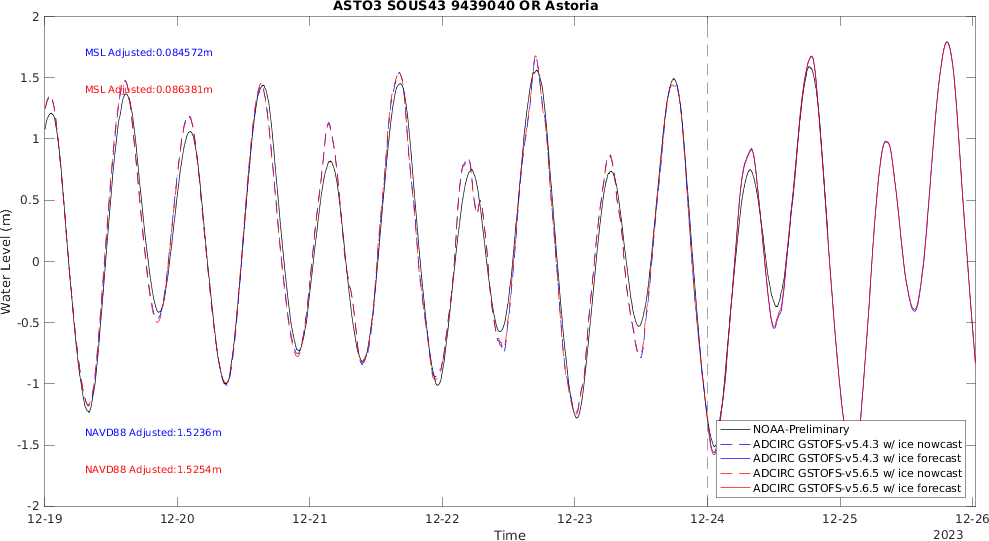 ASTO3 SOUS43 9439040 OR Astoria
2
1.5
1
0.5
0
-0.5
-1
-1.5
-2
Water Level (m)
MSL Adjusted:0.084572m
MSL Adjusted:0.086381m
NAVD88 Adjusted:1.5236m
NAVD88 Adjusted:1.5254m
NOAA-Preliminary
ADCIRC GSTOFS-v5.4.3 w/ ice nowcast
ADCIRC GSTOFS-v5.4.3 w/ ice forecast
ADCIRC GSTOFS-v5.6.5 w/ ice nowcast
ADCIRC GSTOFS-v5.6.5 w/ ice forecast
12-19 12-20 12-21 12-22 12-23 12-24 12-25 12-26
Time
2023